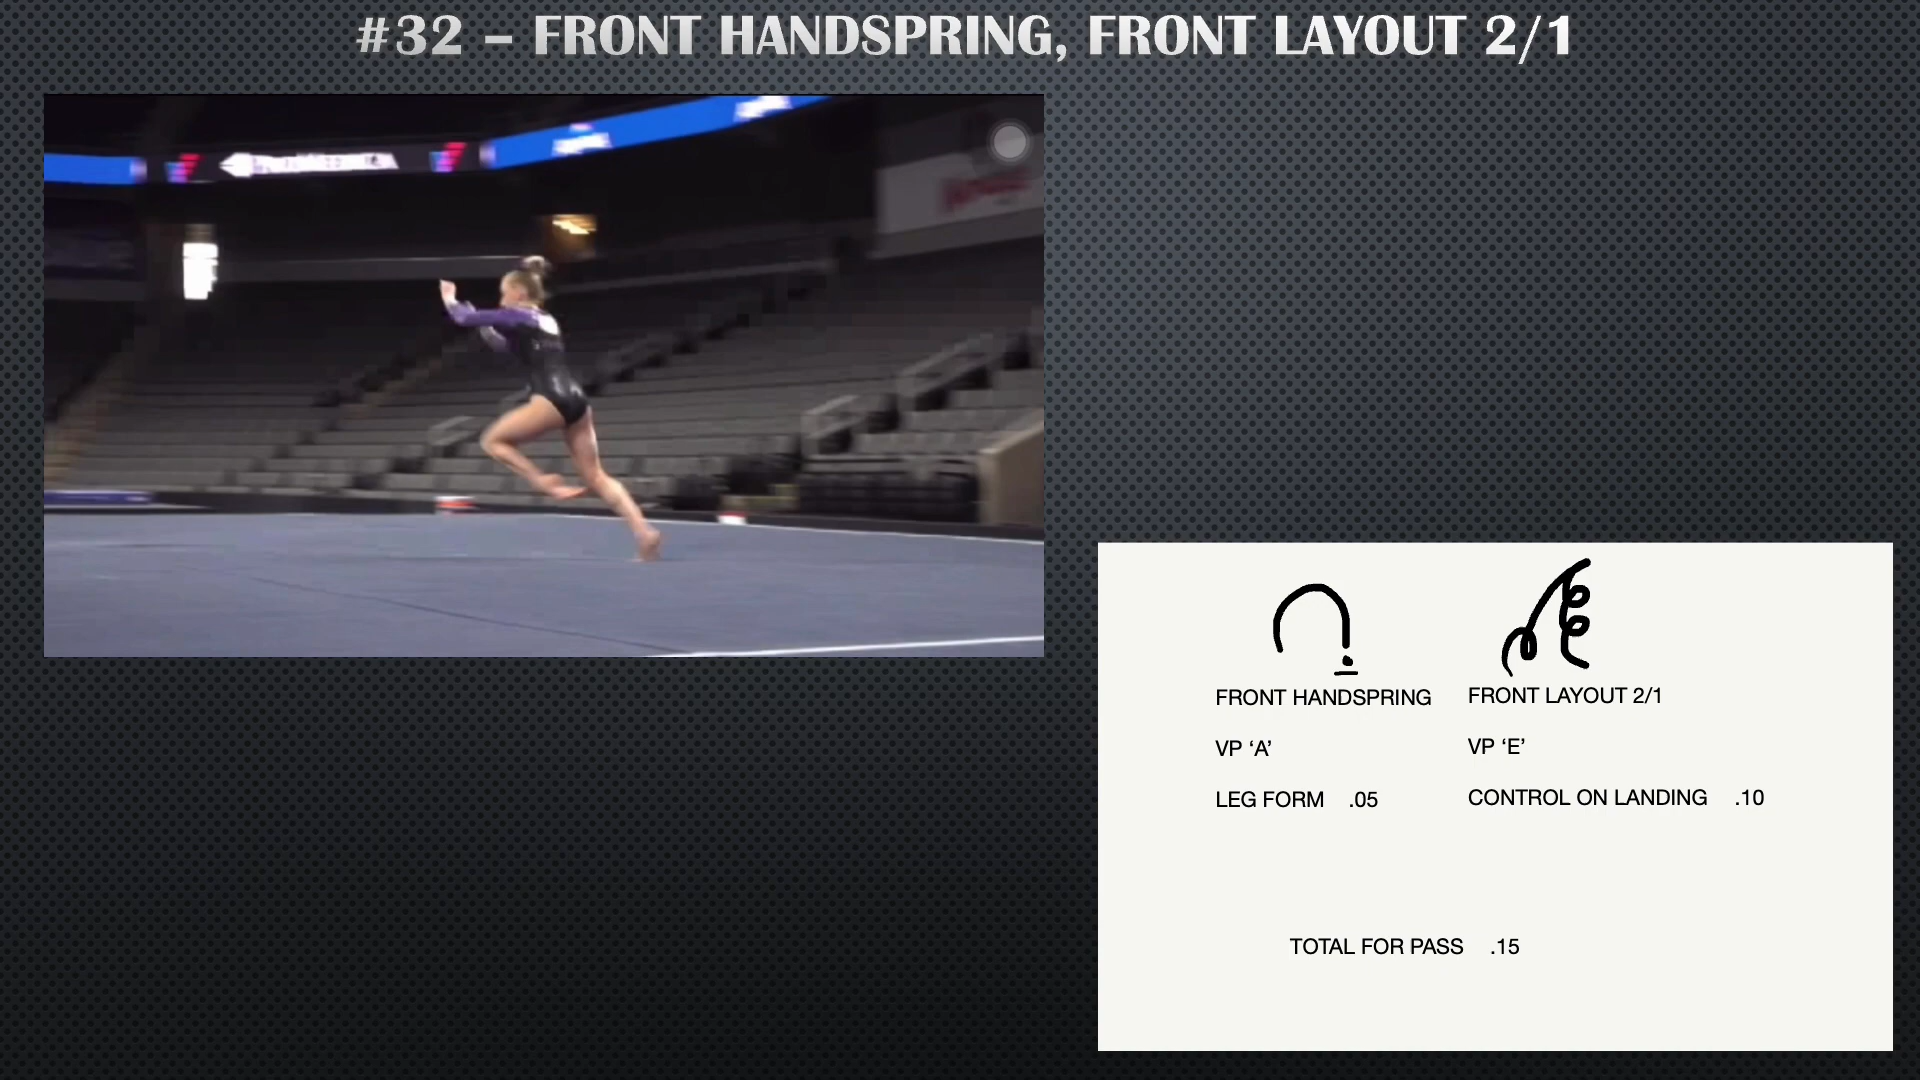 #32 – FRONT HANDSPRING, FRONT LAYOUT 2/1
FRONT HANDSPRING
VP ‘A’
LEG FORM .05
FRONT LAYOUT 2/1
VP ‘E’
CONTROL ON LANDING .10
TOTAL FOR PASS .15